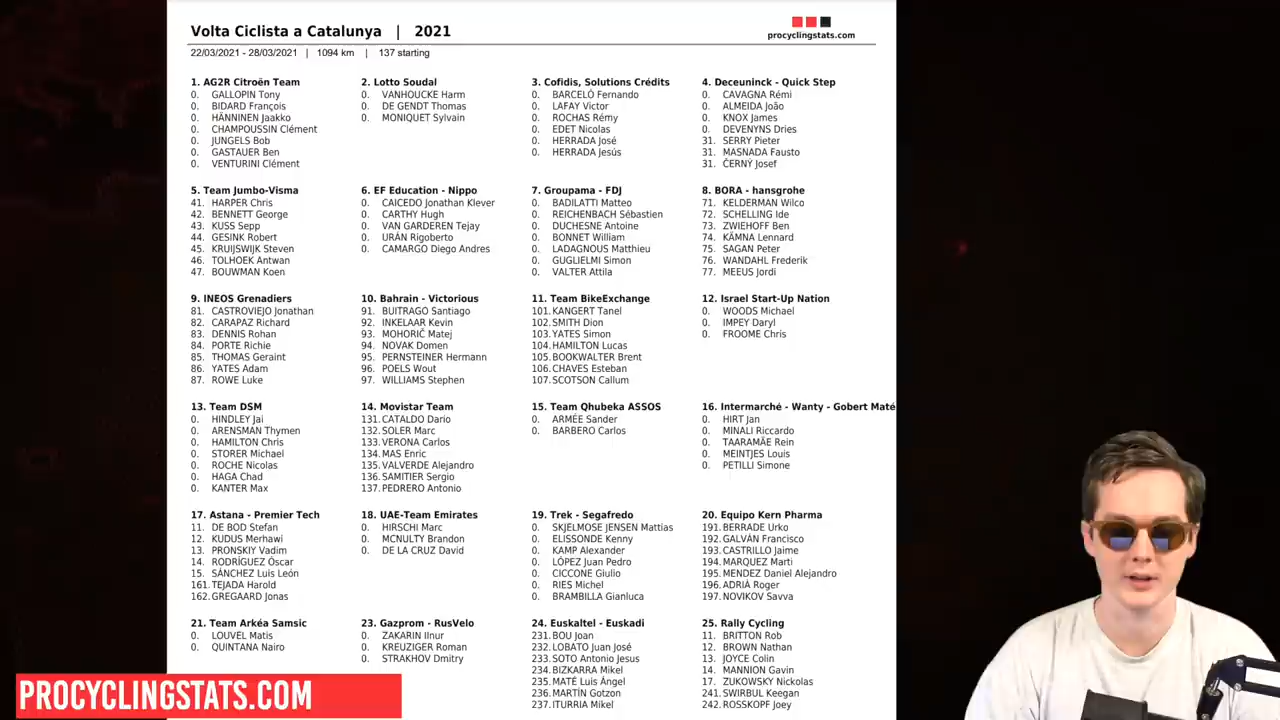 Volta Ciclista a Catalunya | 2021
procyclingstats.com
22/03/2021 - 28/03/2021 | 1094 km | 137 starting
1. AG2R Citroën Team
0. GALLOPIN Tony
0. BIDARD François
0. HÄNNINEN Jaakko
0. CHAMPOUSSIN Clément
0. JUNGELS Bob
0. GASTAUER Ben
0. VENTURINI Clément
2. Lotto Soudal
0. VANHOUCKE Harm
0. DE GENDT Thomas
0. MONIQUET Sylvain
3. Cofidis, Solutions Crédits
0. BARCELÓ Fernando
0. LAFAY Victor
0. ROCHAS Rémy
0. EDET Nicolas
0. HERRADA José
0. HERRADA Jesús
4. Deceuninck - Quick Step
0. CAVAGNA Rémi
0. ALMEIDA João
0. KNOX James
0. DEVENYNS Dries
31. SERRY Pieter
31. MASNADA Fausto
31. ČERNÝ Josef
5. Team Jumbo-Visma
41. HARPER Chris
42. BENNETT George
43. KUSS Sepp
44. GESINK Robert
45. KRUIJSWIJK Steven
46. TOLHOEK Antwan
47. BOUWMAN Koen
6. EF Education - Nippo
0. CAICEDO Jonathan Klever
0. CARTHY Hugh
0. VAN GARDEREN Tejay
0. URÁN Rigoberto
0. CAMARGO Diego Andres
7. Groupama - FDJ
0. BADILATTI Matteo
0. REICHENBACH Sébastien
0. DUCHESNE Antoine
0. BONNET William
0. LADAGNOUS Matthieu
0. GUGLIELMI Simon
0. VALTER Attila
8. BORA - hansgrohe
71. KELDERMAN Wilco
72. SCHELLING Ide
73. ZWIEHOFF Ben
74. KÄMNA Lennard
75. SAGAN Peter
76. WANDAHL Frederik
77. MEEUS Jordi
9. INEOS Grenadiers
81. CASTROVIEJO Jonathan
82. CARAPAZ Richard
83. DENNIS Rohan
84. PORTE Richie
85. THOMAS Geraint
86. YATES Adam
87. ROWE Luke
10. Bahrain - Victorious
91. BUITRAGO Santiago
92. INKELAAR Kevin
93. MOHORIČ Matej
94. NOVAK Domen
95. PERNSTEINER Hermann
96. POELS Wout
97. WILLIAMS Stephen
11. Team BikeExchange
101. KANGERT Tanel
102. SMITH Dion
103. YATES Simon
104. HAMILTON Lucas
105. BOOKWALTER Brent
106. CHAVES Esteban
107. SCOTSON Callum
12. Israel Start-Up Nation
0. WOODS Michael
0. IMPEY Daryl
0. FROOME Chris
13. Team DSM
0. HINDLEY Jai
0. ARENSMAN Thymen
0. HAMILTON Chris
0. STORER Michael
0. ROCHE Nicolas
0. HAGA Chad
0. KANTER Max
14. Movistar Team
131. CATALDO Dario
132. SOLER Marc
133. VERONA Carlos
134. MAS Enric
135. VALVERDE Alejandro
136. SAMITIER Sergio
137. PEDRERO Antonio
15. Team Qhubeka ASSOS
0. ARMÉE Sander
0. BARBERO Carlos
16. Intermarché - Wanty - Gobert Maté
0. HIRT Jan
0. MINALI Riccardo
0. TAARAMÄE Rein
0. MEINTJES Louis
0. PETILLI Simone
17. Astana - Premier Tech
11. DE BOD Stefan
12. KUDUS Merhawi
13. PRONSKIY Vadim
14. RODRÍGUEZ Óscar
15. SÁNCHEZ Luis León
161. TEJADA Harold
162. GREGAARD Jonas
18. UAE-Team Emirates
0. HIRSCHI Marc
0. MCNULTY Brandon
0. DE LA CRUZ David
19. Trek - Segafredo
0. SKJELMOSE JENSEN Mattias
0. ELISSONDE Kenny
0. KAMP Alexander
0. LÓPEZ Juan Pedro
0. CICCONE Giulio
0. RIES Michel
0. BRAMBILLA Gianluca
20. Equipo Kern Pharma
191. BERRADE Urko
192. GALVÁN Francisco
193. CASTRILLO Jaime
194. MARQUEZ Marti
195. MENDEZ Daniel Alejandro
196. ADRIÀ Roger
197. NOVIKOV Savva
21. Team Arkéa Samsic
0. LOUVEL Matis
0. QUINTANA Nairo
23. Gazprom - RusVelo
0. ZAKARIN Ilnur
0. KREUZIGER Roman
0. STRAKHOV Dmitry
24. Euskaltel - Euskadi
231. BOU Joan
232. LOBATO Juan José
233. SOTO Antonio Jesus
234. BIZKARRA Mikel
235. MATÉ Luis Ángel
236. MARTÍN Gotzon
237. ITURRIA Mikel
25. Rally Cycling
11. BRITTON Rob
12. BROWN Nathan
13. JOYCE Colin
14. MANNION Gavin
17. ZUKOWSKY Nickolas
241. SWIRBUL Keegan
242. ROSSKOPF Joey
PROCYCLINGSTATS.COM